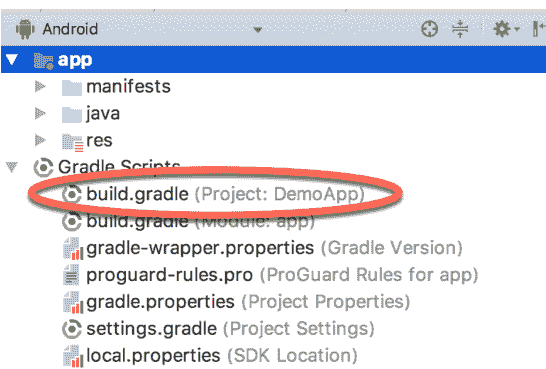 Android
app
manifests
java
res
Gradle Scripts
build.gradle (Project: DemoApp)
build.gradle (Module: app)
gradle-wrapper.properties (Gradle Version)
proguard-rules.pro (ProGuard Rules for app)
gradle.properties (Project Properties)
settings.gradle (Project Settings)
local.properties (SDK Location)